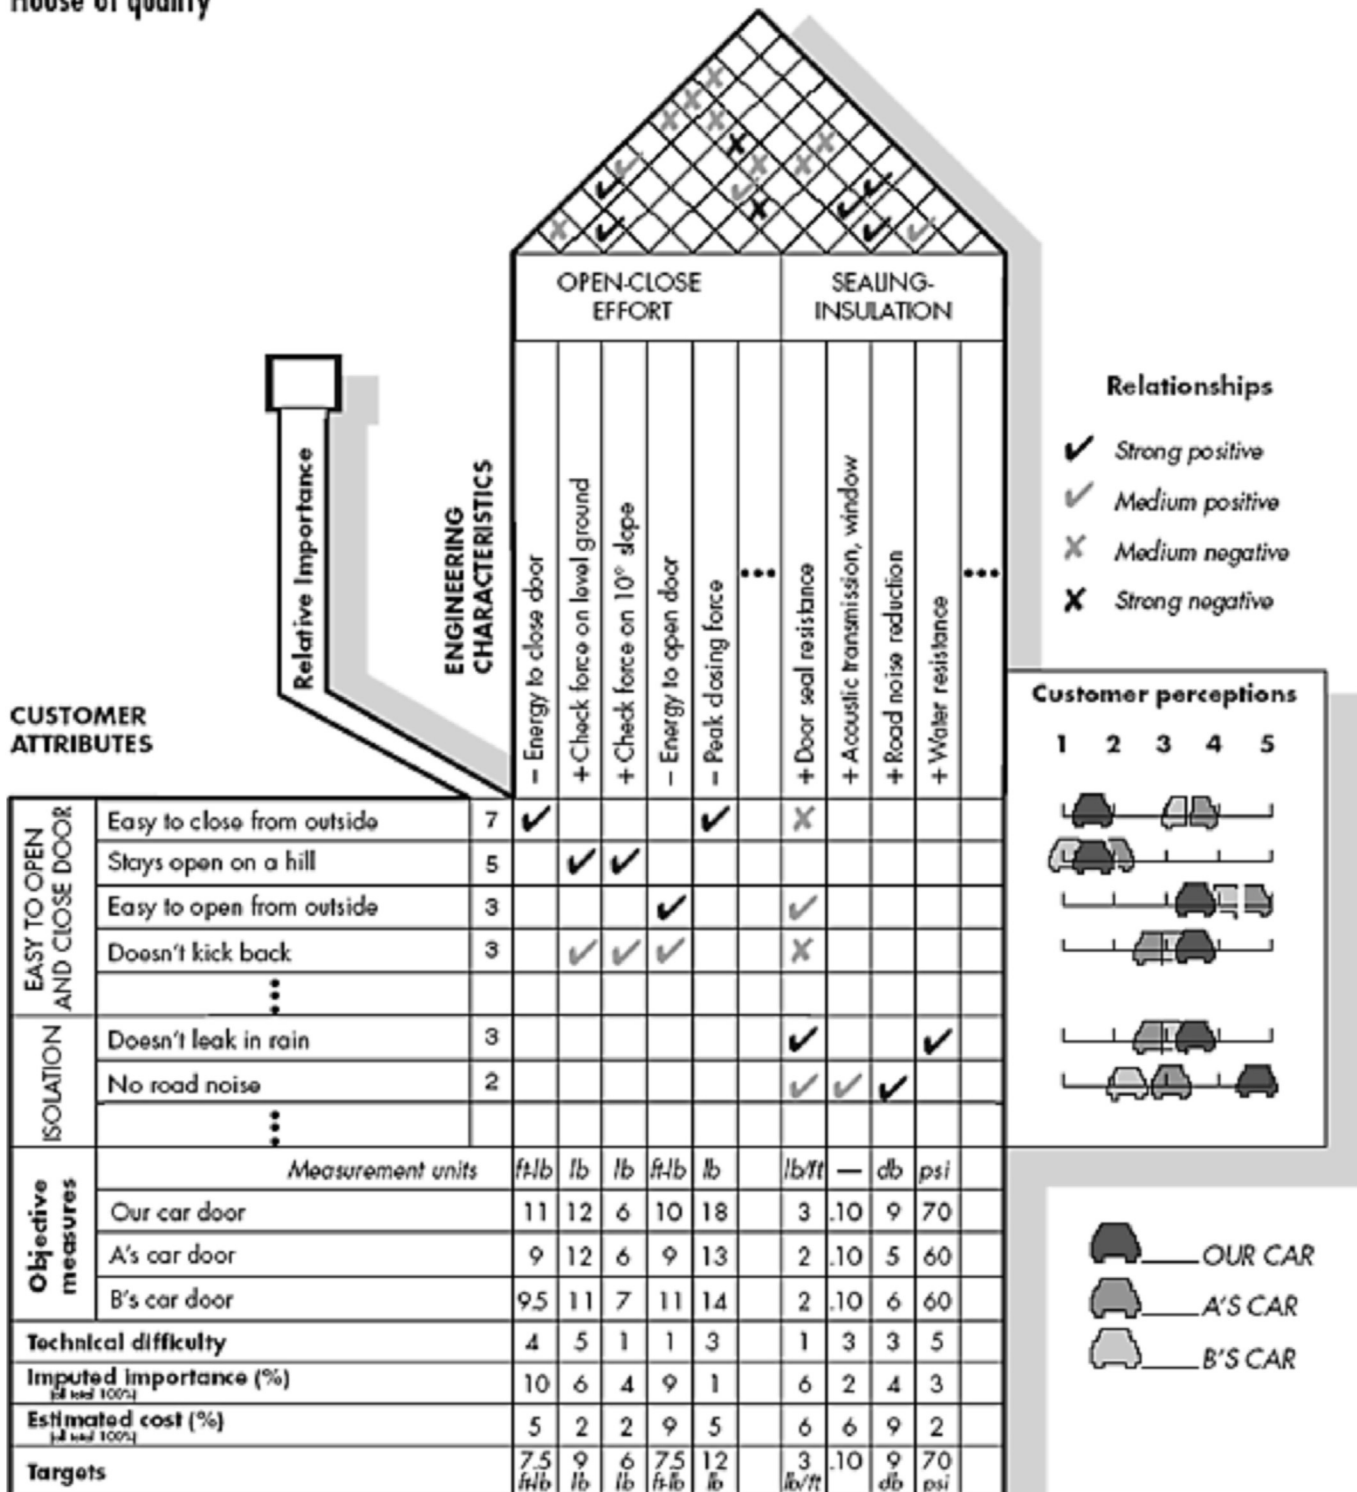 House of quality
OPEN-CLOSE
EFFORT
SEALING-
INSULATION
Relationships
Strong positive
Medium positive
Medium negative
Strong negative
Relative Importance
ENGINEERING
CHARACTERISTICS
– Energy to close door
+ Check force on level ground
+ Check force on 10° slope
– Energy to open door
– Peak closing force
•••
+ Door seal resistance
+ Acoustic transmission, window
+ Road noise reduction
+ Water resistance
•••
Customer perceptions
1 2 3 4 5
CUSTOMER
ATTRIBUTES
EASY TO OPEN
AND CLOSE DOOR
Easy to close from outside 7
Stays open on a hill 5
Easy to open from outside 3
Doesn't kick back 3
ISOLATION
Doesn't leak in rain 3
No road noise 2
Objective
measures
Measurement units ft-lb lb lb ft-lb lb lb/ft — db psi
Our car door 11 12 6 10 18 3 .10 9 70
A's car door 9 12 6 9 13 2 .10 5 60
B's car door 9.5 11 7 11 14 2 .10 6 60
Technical difficulty 4 5 1 1 3 1 3 3 5
Imputed importance (%) 10 6 4 9 1 6 2 4 3
(all total 100%)
Estimated cost (%) 5 2 2 9 5 6 6 9 2
(all total 100%)
Targets 7.5 9 6 7.5 12 3 .10 9 70
ft-lb lb lb ft-lb lb lb/ft db psi
OUR CAR
A'S CAR
B'S CAR